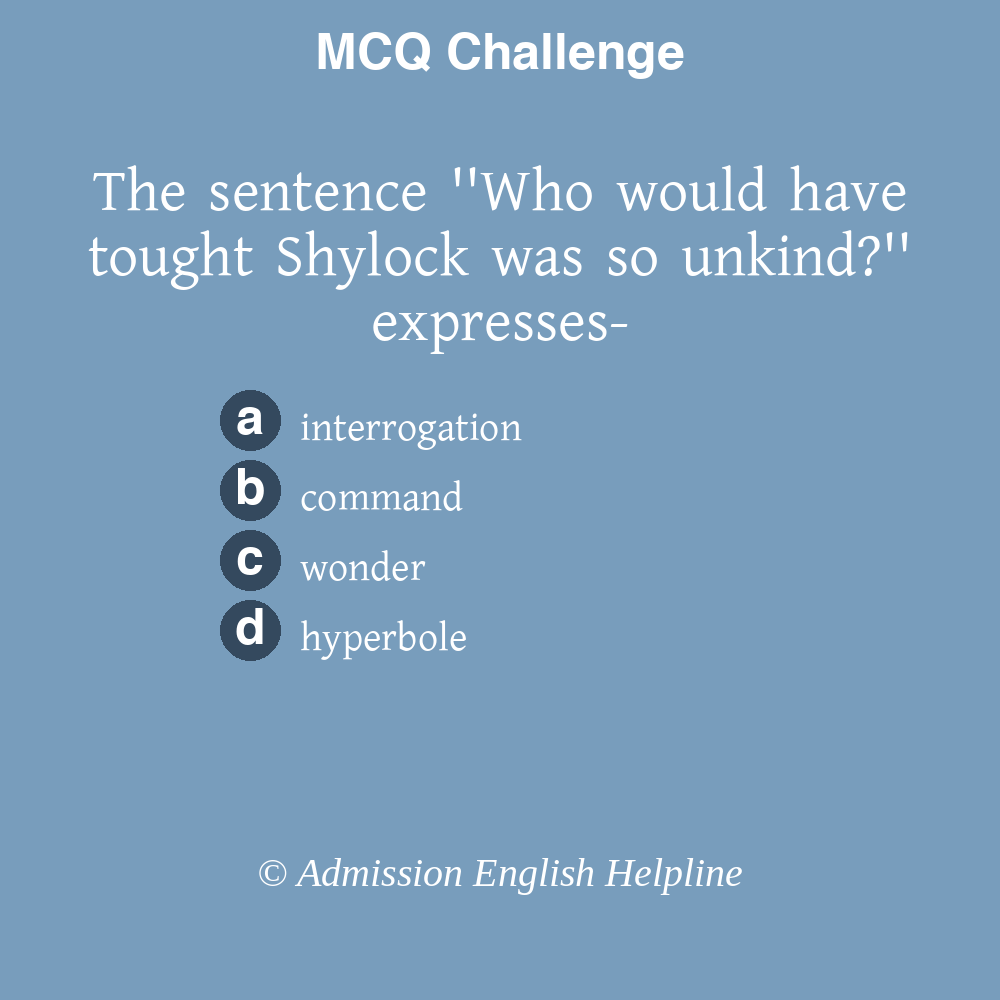 MCQ Challenge
The sentence "Who would have
tought Shylock was so unkind?"
expresses-
a interrogation
b command
c wonder
d hyperbole
© Admission English Helpline